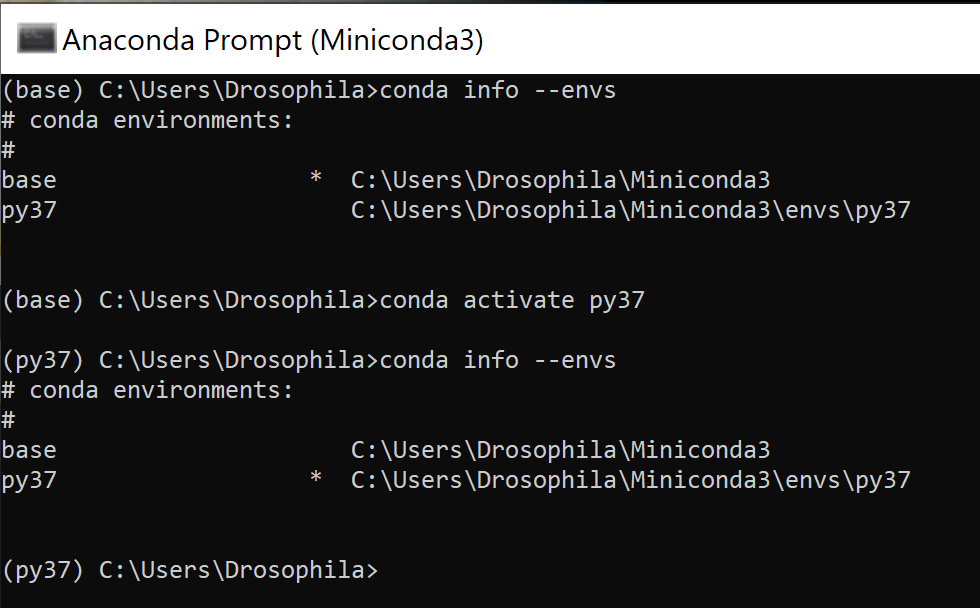 Anaconda Prompt (Miniconda3)
(base) C:\Users\Drosophila>conda info --envs
# conda environments:
#
base                  *  C:\Users\Drosophila\Miniconda3
py37                     C:\Users\Drosophila\Miniconda3\envs\py37
(base) C:\Users\Drosophila>conda activate py37
(py37) C:\Users\Drosophila>conda info --envs
# conda environments:
#
base                     C:\Users\Drosophila\Miniconda3
py37                  *  C:\Users\Drosophila\Miniconda3\envs\py37
(py37) C:\Users\Drosophila>